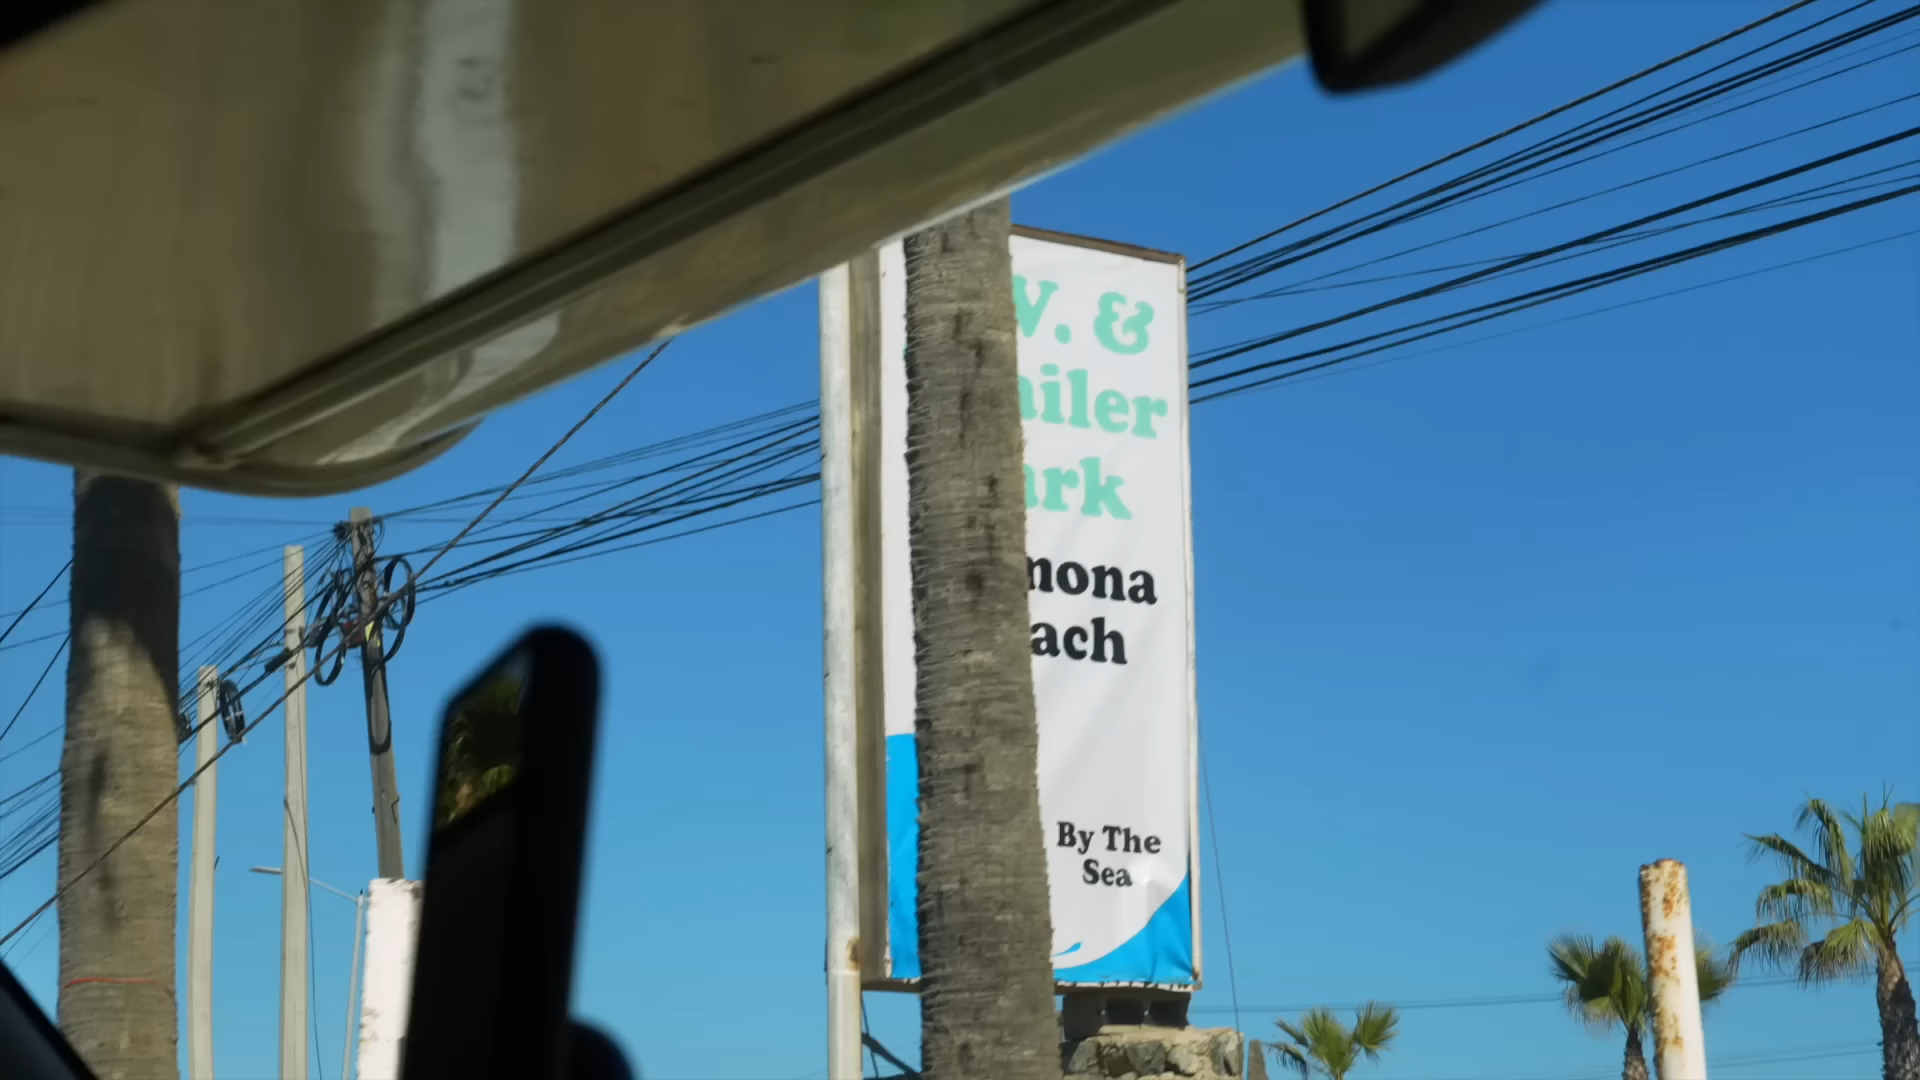 V. &
ailer
ark
mona
ach
By The
Sea